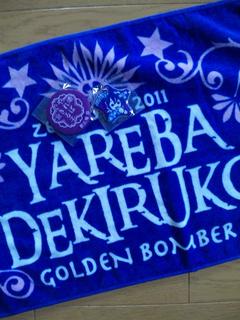 2011
YAREBA
DEKIRUKO
GOLDEN BOMBER